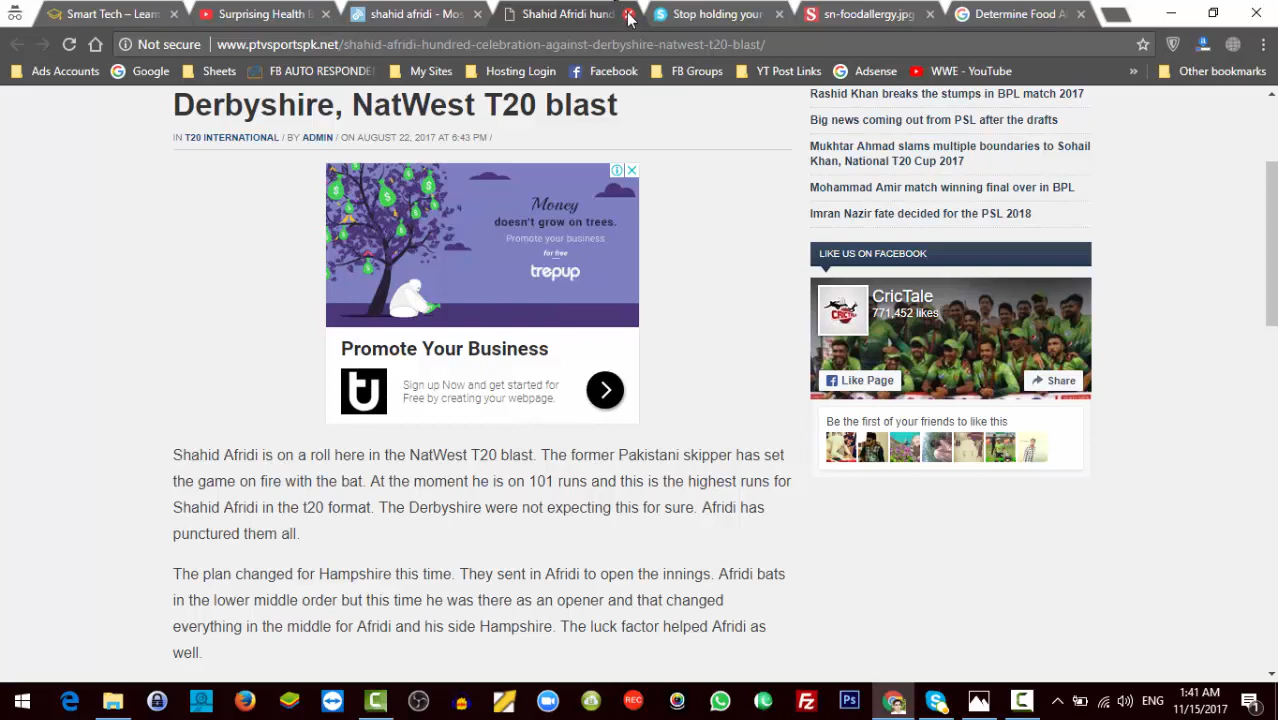 Smart Tech – Learn
Surprising Health B
shahid afridi - Mos
Shahid Afridi hund
Stop holding your
sn-foodallergy.jpg
Determine Food A
Not secure
www.ptvsportspk.net/shahid-afridi-hundred-celebration-against-derbyshire-natwest-t20-blast/
Ads Accounts
Google
Sheets
FB AUTO RESPONDE
My Sites
Hosting Login
Facebook
FB Groups
YT Post Links
Adsense
WWE - YouTube
»
Other bookmarks
Derbyshire, NatWest T20 blast
IN T20 INTERNATIONAL / BY ADMIN / ON AUGUST 22, 2017 AT 6:43 PM /
Money
doesn't grow on trees.
Promote your business
for free
trepup
Promote Your Business
Sign up Now and get started for
Free by creating your webpage.
Shahid Afridi is on a roll here in the NatWest T20 blast. The former Pakistani skipper has set
the game on fire with the bat. At the moment he is on 101 runs and this is the highest runs for
Shahid Afridi in the t20 format. The Derbyshire were not expecting this for sure. Afridi has
punctured them all.
The plan changed for Hampshire this time. They sent in Afridi to open the innings. Afridi bats
in the lower middle order but this time he was there as an opener and that changed
everything in the middle for Afridi and his side Hampshire. The luck factor helped Afridi as
well.
Rashid Khan breaks the stumps in BPL match 2017
Big news coming out from PSL after the drafts
Mukhtar Ahmad slams multiple boundaries to Sohail
Khan, National T20 Cup 2017
Mohammad Amir match winning final over in BPL
Imran Nazir fate decided for the PSL 2018
LIKE US ON FACEBOOK
CricTale
771,452 likes
Like Page
Share
Be the first of your friends to like this
REC
Ps
ENG
1:41 AM
11/15/2017
1